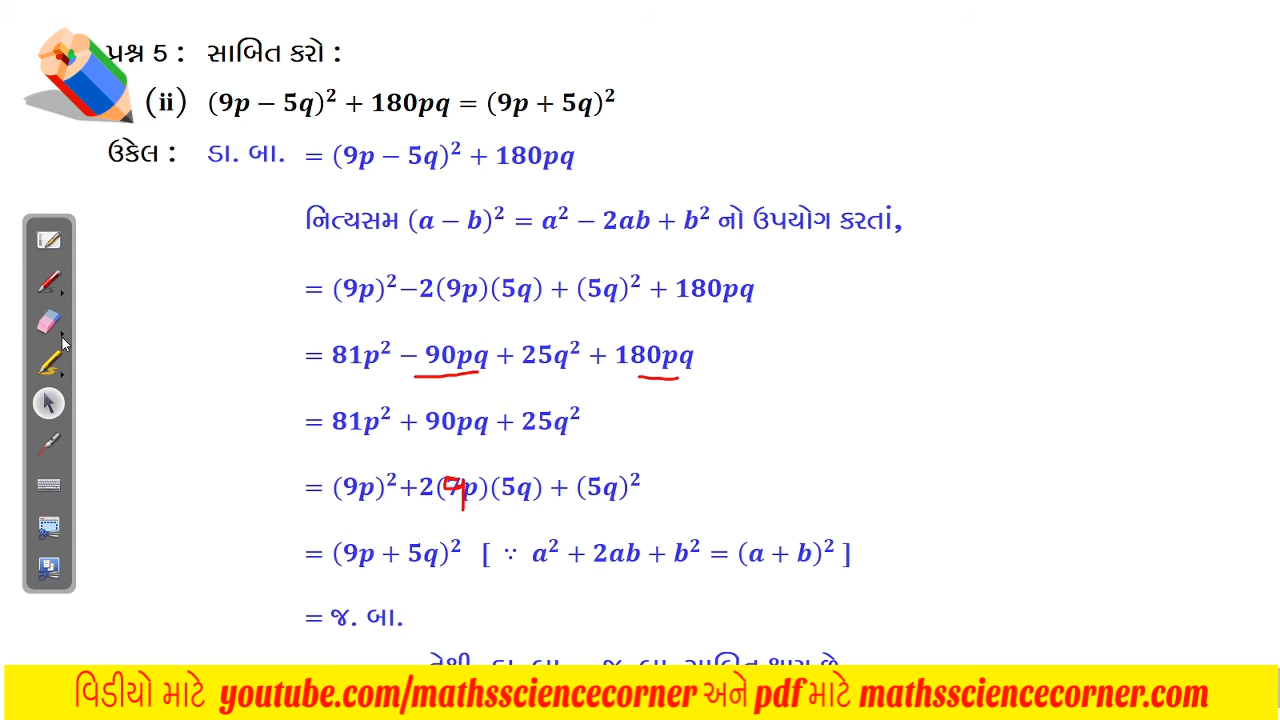 પ્રશ્ન 5 : સાબિત કરો :
(ii) (9p − 5q)² + 180pq = (9p + 5q)²
ઉકેલ : ડા. બા. = (9p − 5q)² + 180pq
નિત્યસમ (a − b)² = a² − 2ab + b² નો ઉપયોગ કરતાં,
= (9p)²−2(9p)(5q) + (5q)² + 180pq
= 81p² − 90pq + 25q² + 180pq
= 81p² + 90pq + 25q²
= (9p)²+2(9p)(5q) + (5q)²
= (9p + 5q)² [ ∵ a² + 2ab + b² = (a + b)² ]
= જ. બા.
વિડીયો માટે youtube.com/mathssciencecorner અને pdf માટે mathssciencecorner.com